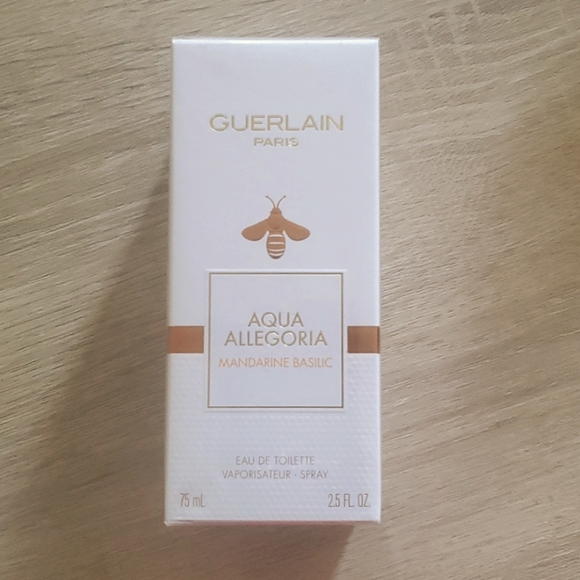 GUERLAIN
PARIS
AQUA
ALLEGORIA
MANDARINE BASILIC
EAU DE TOILETTE
VAPORISATEUR - SPRAY
75 mL 2.5 FL. OZ.